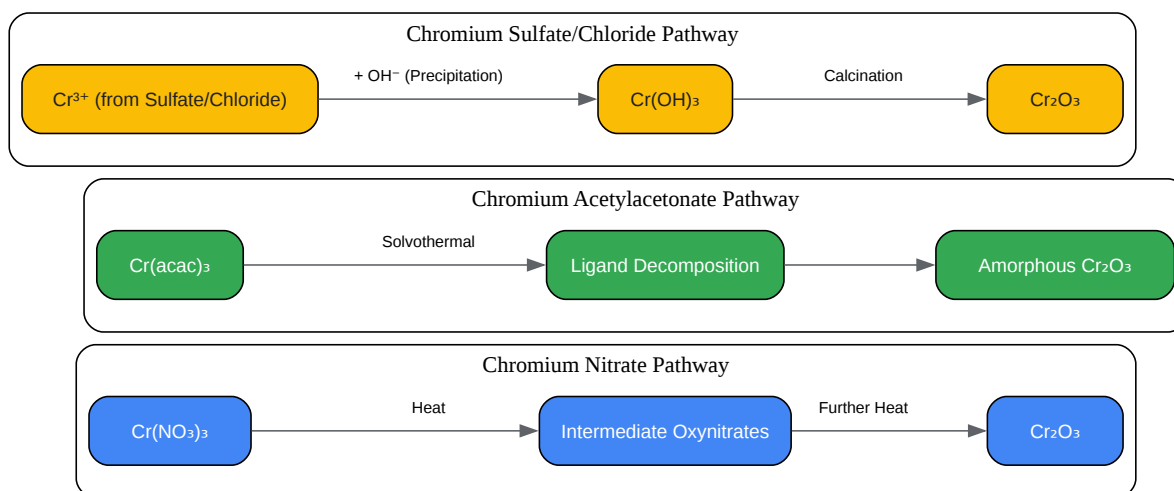 Chromium Sulfate/Chloride Pathway
+ OH⁻ (Precipitation)
Calcination
Cr³⁺ (from Sulfate/Chloride)
Cr(OH)₃
Cr₂O₃
Chromium Acetylacetonate Pathway
Solvothermal
Cr(acac)₃
Ligand Decomposition
Amorphous Cr₂O₃
Chromium Nitrate Pathway
Heat
Further Heat
Cr(NO₃)₃
Intermediate Oxynitrates
Cr₂O₃